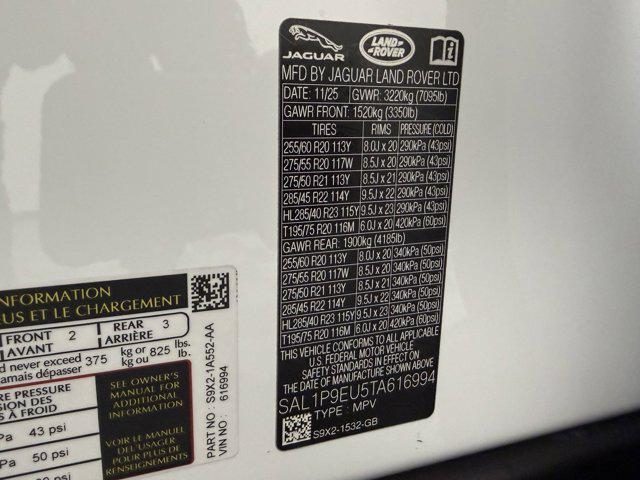 JAGUAR
LAND
ROVER
MFD BY JAGUAR LAND ROVER LTD
DATE: 11/25 GVWR: 3220kg (7095lb)
GAWR FRONT: 1520kg (3350lb)
TIRES RIMS PRESSURE (COLD)
255/60 R20 113Y 8.0J x 20 290kPa (43psi)
275/55 R20 117W 8.5J x 20 290kPa (43psi)
275/50 R21 113Y 8.5J x 21 290kPa (43psi)
285/45 R22 114Y 9.5J x 22 290kPa (43psi)
HL285/40 R23 115Y 9.5J x 23 290kPa (43psi)
T195/75 R20 116M 6.0J x 20 420kPa (60psi)
GAWR REAR: 1900kg (4185lb)
255/60 R20 113Y 8.0J x 20 340kPa (50psi)
275/55 R20 117W 8.5J x 20 340kPa (50psi)
275/50 R21 113Y 8.5J x 21 340kPa (50psi)
285/45 R22 114Y 9.5J x 22 340kPa (50psi)
HL285/40 R23 115Y 9.5J x 23 340kPa (50psi)
T195/75 R20 116M 6.0J x 20 420kPa (60psi)
THIS VEHICLE CONFORMS TO ALL APPLICABLE
U.S. FEDERAL MOTOR VEHICLE
SAFETY STANDARDS IN EFFECT ON
THE DATE OF MANUFACTURE SHOWN ABOVE
SAL1P9EU5TA616994
TYPE: MPV
S9X2-1532-GB
INFORMATION
US ET LE CHARGEMENT
FRONT 2 REAR 3
AVANT ARRIÈRE
never exceed 375 kg or 825 lbs.
jamais dépasser kg ou lb.
PRESSURE
SION DES
S À FROID
Pa 43 psi
Pa 50 psi
psi
SEE OWNER'S
MANUAL FOR
ADDITIONAL
INFORMATION
VOIR LE MANUEL
DE L'USAGER
POUR PLUS DE
RENSEIGNEMENTS
PART NO: S9X2-1A552-AA
VIN NO: 616994